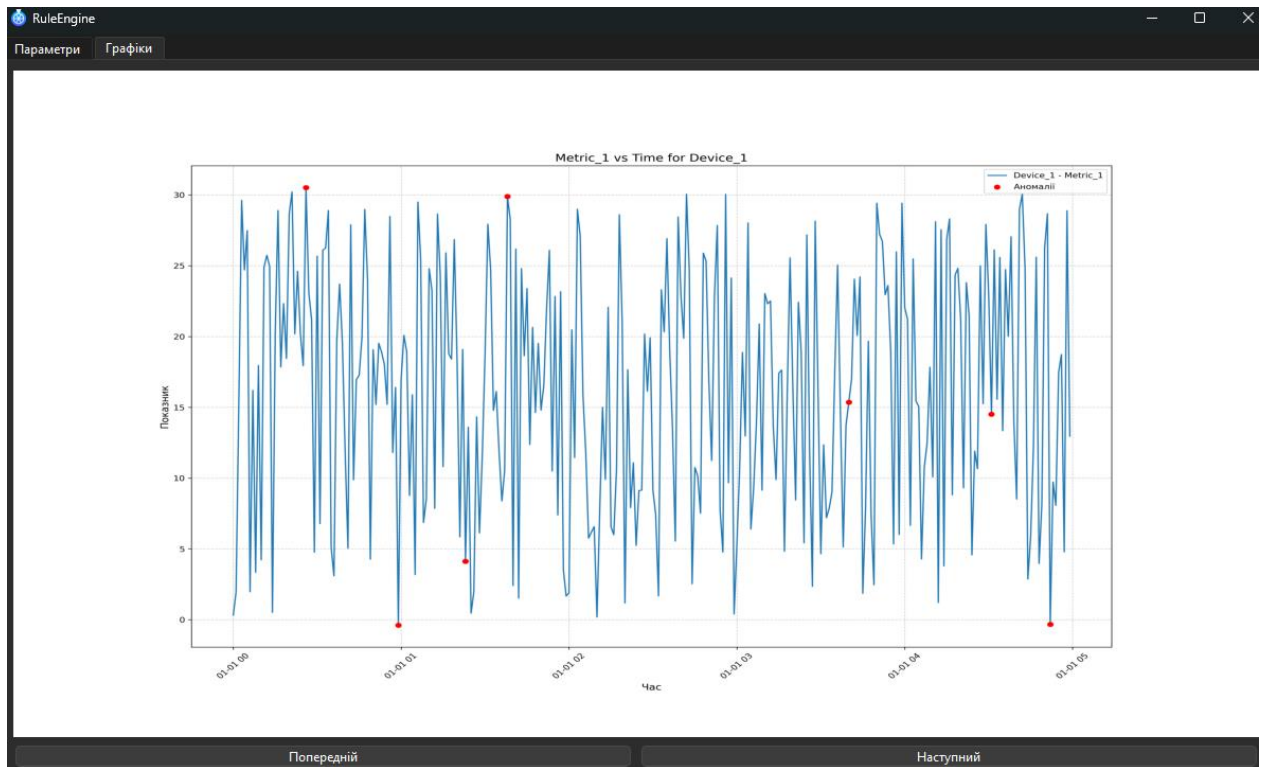 RuleEngine
Параметри Графіки
Metric_1 vs Time for Device_1
Device_1 - Metric_1
Аномалії
30
25
20
15
10
5
0
Показник
01-01 00
01-01 01
01-01 02
01-01 03
01-01 04
01-01 05
Час
Попередній Наступний